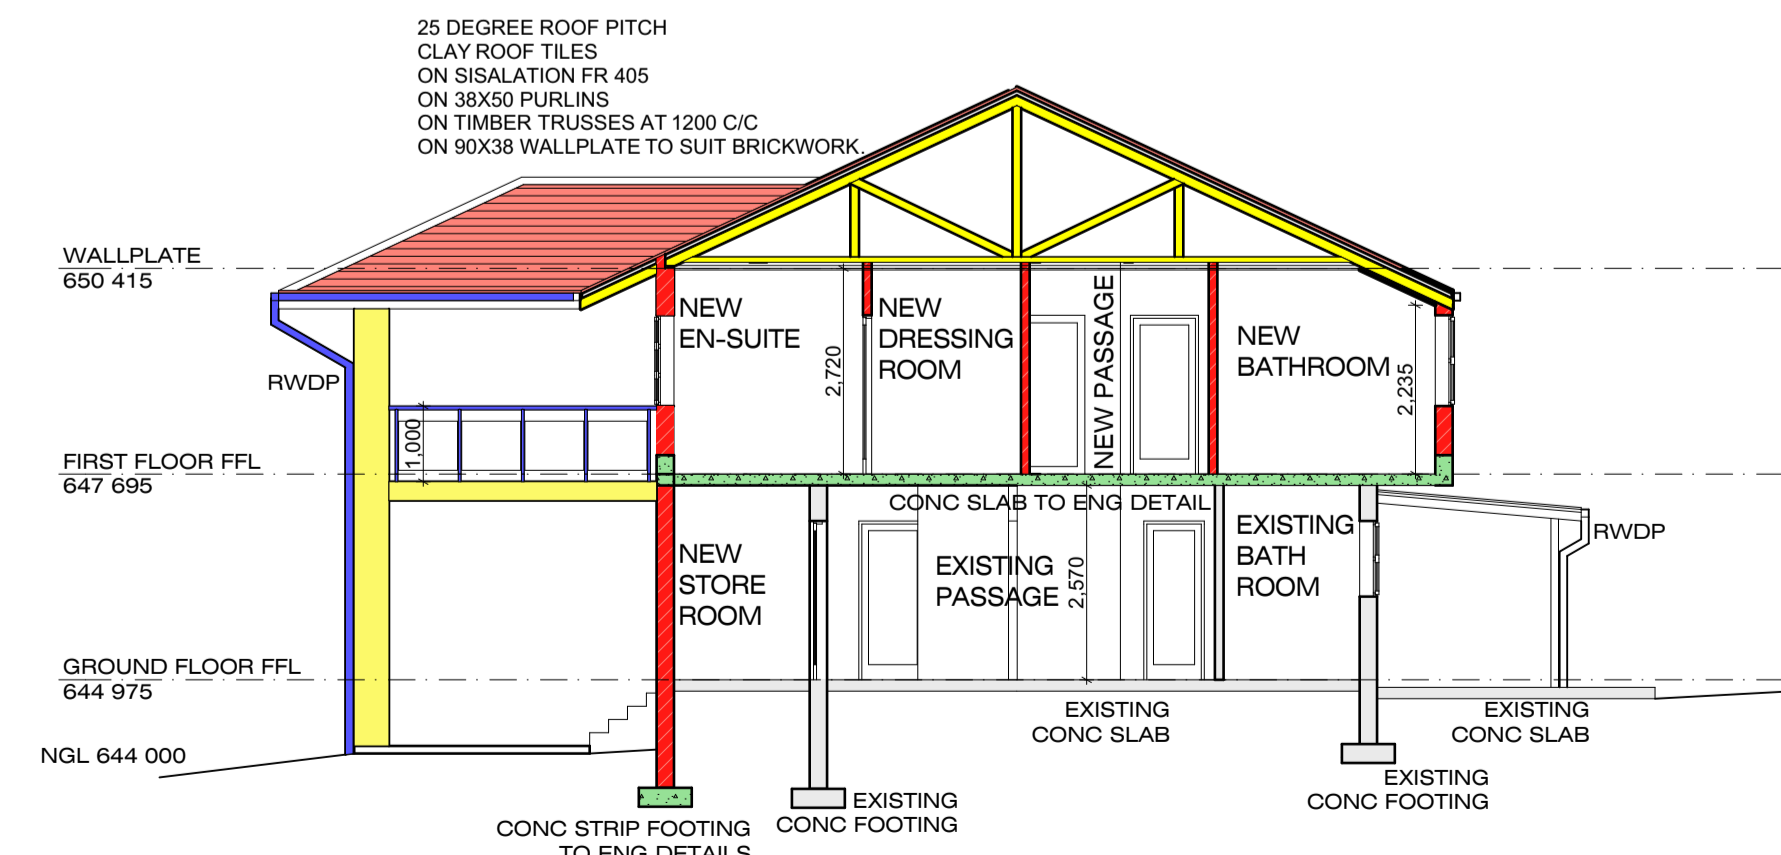 25 DEGREE ROOF PITCH
CLAY ROOF TILES
ON SISALATION FR 405
ON 38X50 PURLINS
ON TIMBER TRUSSES AT 1200 C/C
ON 90X38 WALLPLATE TO SUIT BRICKWORK.
WALLPLATE
650 415
NEW
EN-SUITE
2,720
NEW
DRESSING
ROOM
NEW PASSAGE
NEW
BATHROOM
2,235
RWDP
1,000
FIRST FLOOR FFL
647 695
CONC SLAB TO ENG DETAIL
NEW
STORE
ROOM
EXISTING
PASSAGE
2,570
EXISTING
BATH
ROOM
RWDP
GROUND FLOOR FFL
644 975
NGL 644 000
EXISTING
CONC SLAB
EXISTING
CONC SLAB
EXISTING
CONC FOOTING
EXISTING
CONC FOOTING
CONC STRIP FOOTING
TO ENG DETAILS